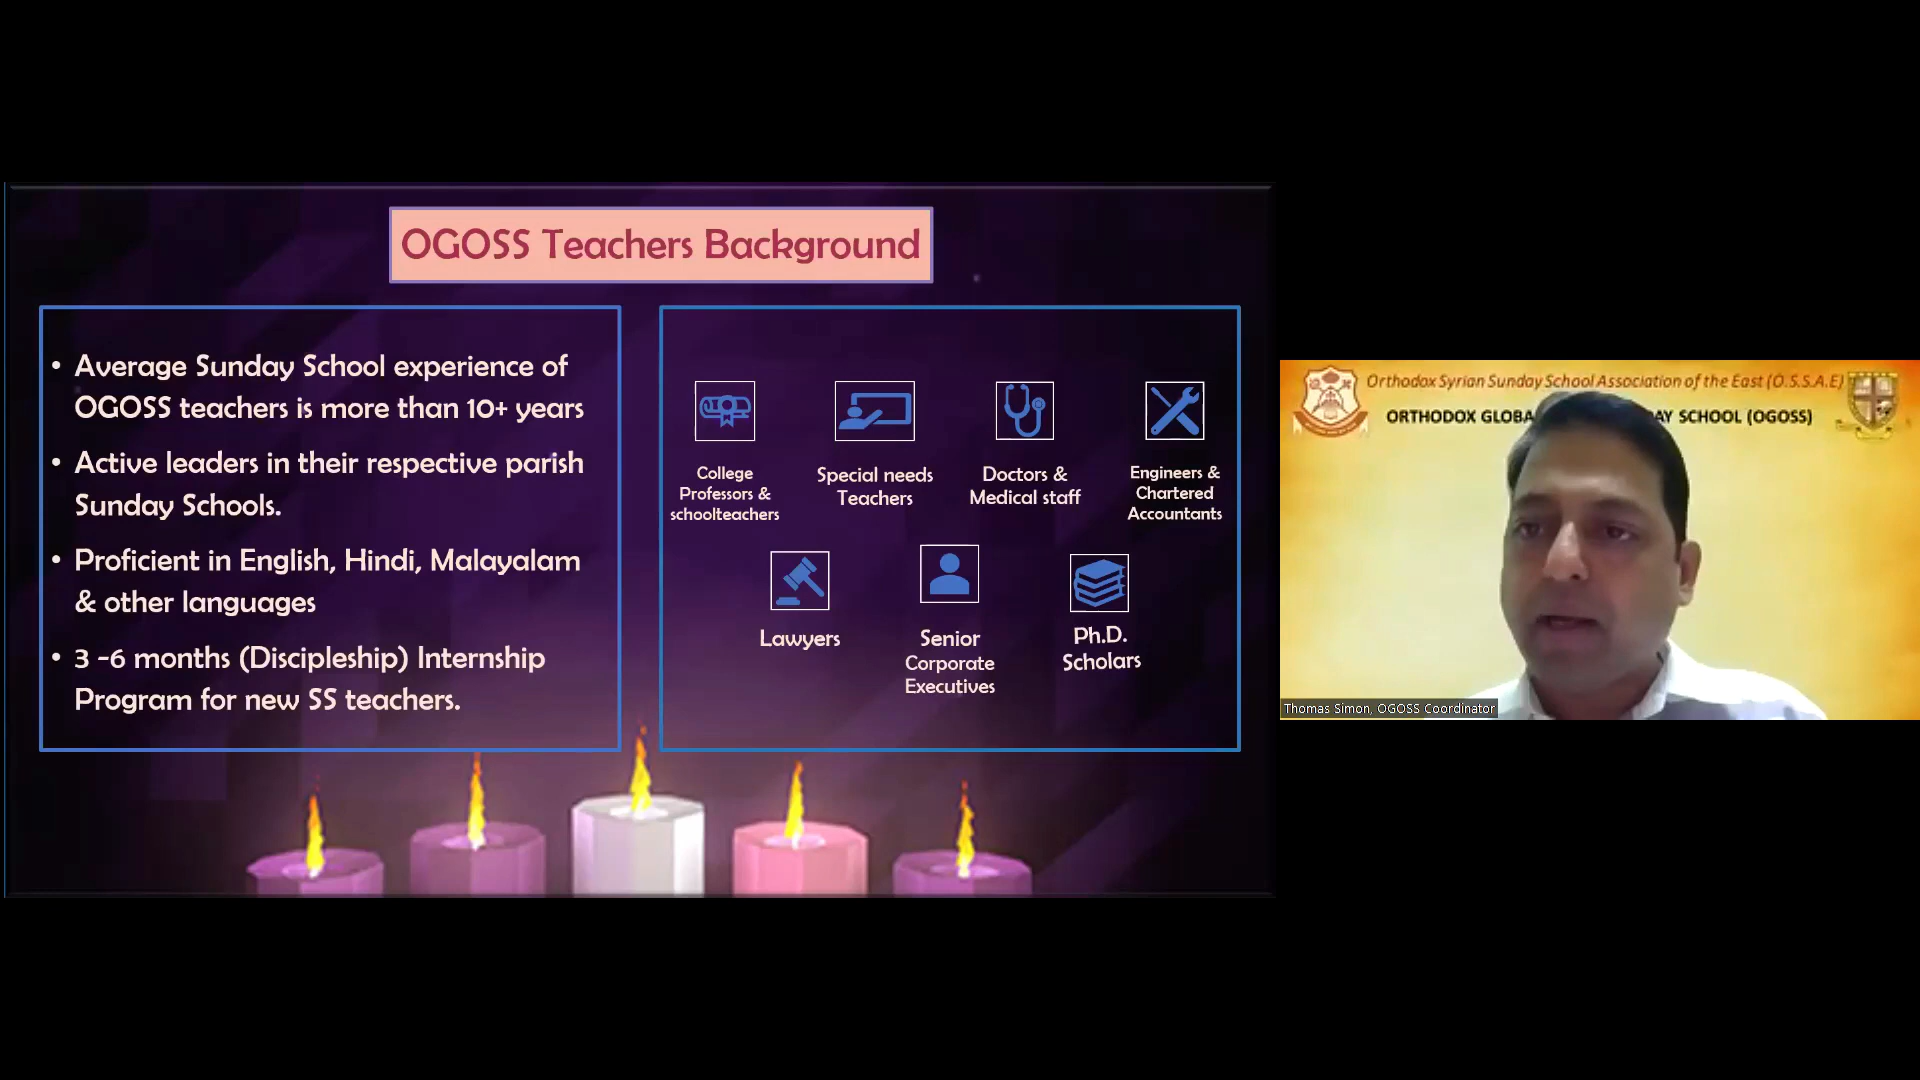 OGOSS Teachers Background
• Average Sunday School experience of
OGOSS teachers is more than 10+ years
• Active leaders in their respective parish
Sunday Schools.
• Proficient in English, Hindi, Malayalam
& other languages
• 3 -6 months (Discipleship) Internship
Program for new SS teachers.
College
Professors &
schoolteachers
Special needs
Teachers
Doctors &
Medical staff
Engineers &
Chartered
Accountants
Lawyers
Senior
Corporate
Executives
Ph.D.
Scholars
Orthodox Syrian Sunday School Association of the East (O.S.S.A.E)
ORTHODOX GLOBA AY SCHOOL (OGOSS)
Thomas Simon, OGOSS Coordinator